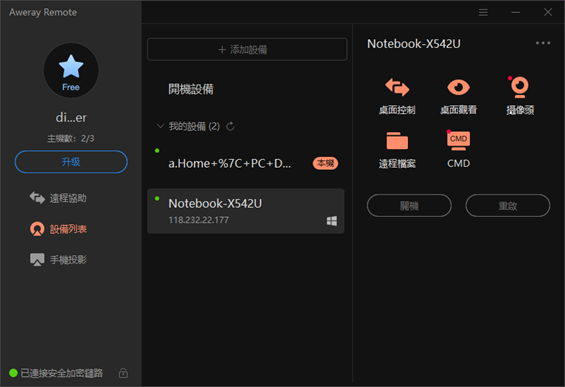 Aweray Remote
Free
di...er
主機數：2/3
升级
遠程協助
設備列表
手機投影
已連接安全加密鏈路
＋ 添加設備
開機設備
我的設備 (2)
a.Home+%7C+PC+D...
本機
Notebook-X542U
118.232.22.177
Notebook-X542U
桌面控制
桌面觀看
攝像頭
遠程檔案
CMD
CMD
關機
重啟